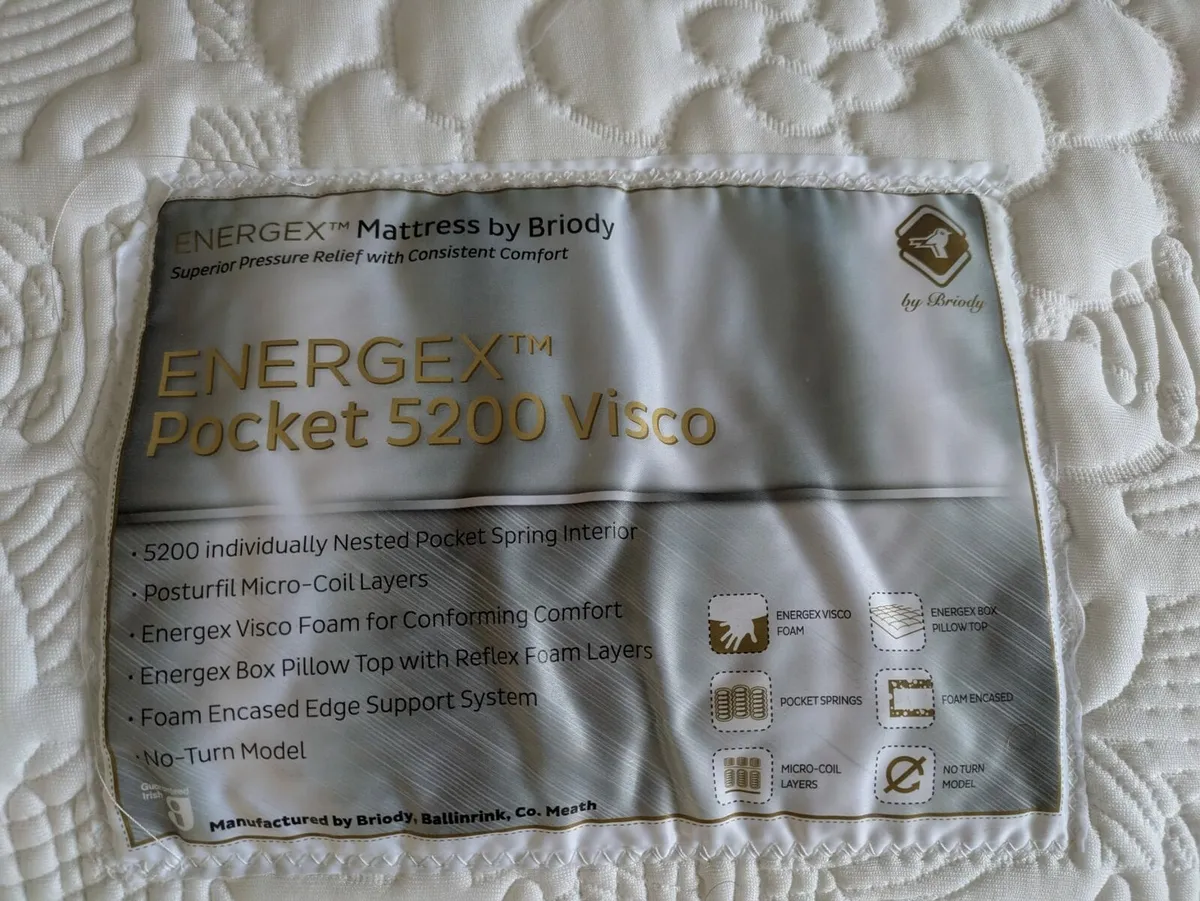 ENERGEX™ Mattress by Briody
Superior Pressure Relief with Consistent Comfort
by Briody
ENERGEX™
Pocket 5200 Visco
· 5200 individually Nested Pocket Spring Interior
· Posturfil Micro-Coil Layers
· Energex Visco Foam for Conforming Comfort
· Energex Box Pillow Top with Reflex Foam Layers
· Foam Encased Edge Support System
· No-Turn Model
ENERGEX VISCO
FOAM
ENERGEX BOX
PILLOW TOP
POCKET SPRINGS
FOAM ENCASED
MICRO-COIL
LAYERS
NO TURN
MODEL
Guaranteed
Irish
Manufactured by Briody, Ballinrink, Co. Meath